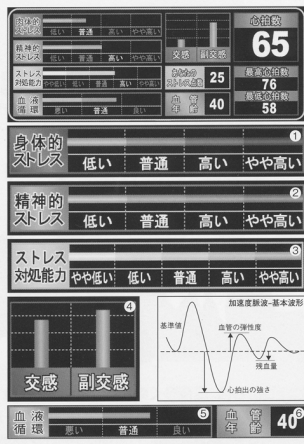 肉体的
ストレス
低い 普通 高い やや高い
精神的
ストレス
低い 普通 高い やや高い
ストレス
対処能力
やや低い 低い 普通 高い やや高い
血液
循環
悪い 普通 良い
交感 副交感
ストレス点数 25
血管
年齢 40
心拍数
65
最高心拍数
76
最低心拍数
58
①
身体的
ストレス
低い 普通 高い やや高い
②
精神的
ストレス
低い 普通 高い やや高い
③
ストレス
対処能力
やや低い 低い 普通 高い やや高い
④
交感 副交感
加速度脈波–基本波形
基準値
血管の弾性度
残血量
心拍出の強さ
血液
循環
⑤
悪い 普通 良い
血管
年齢
40
⑥